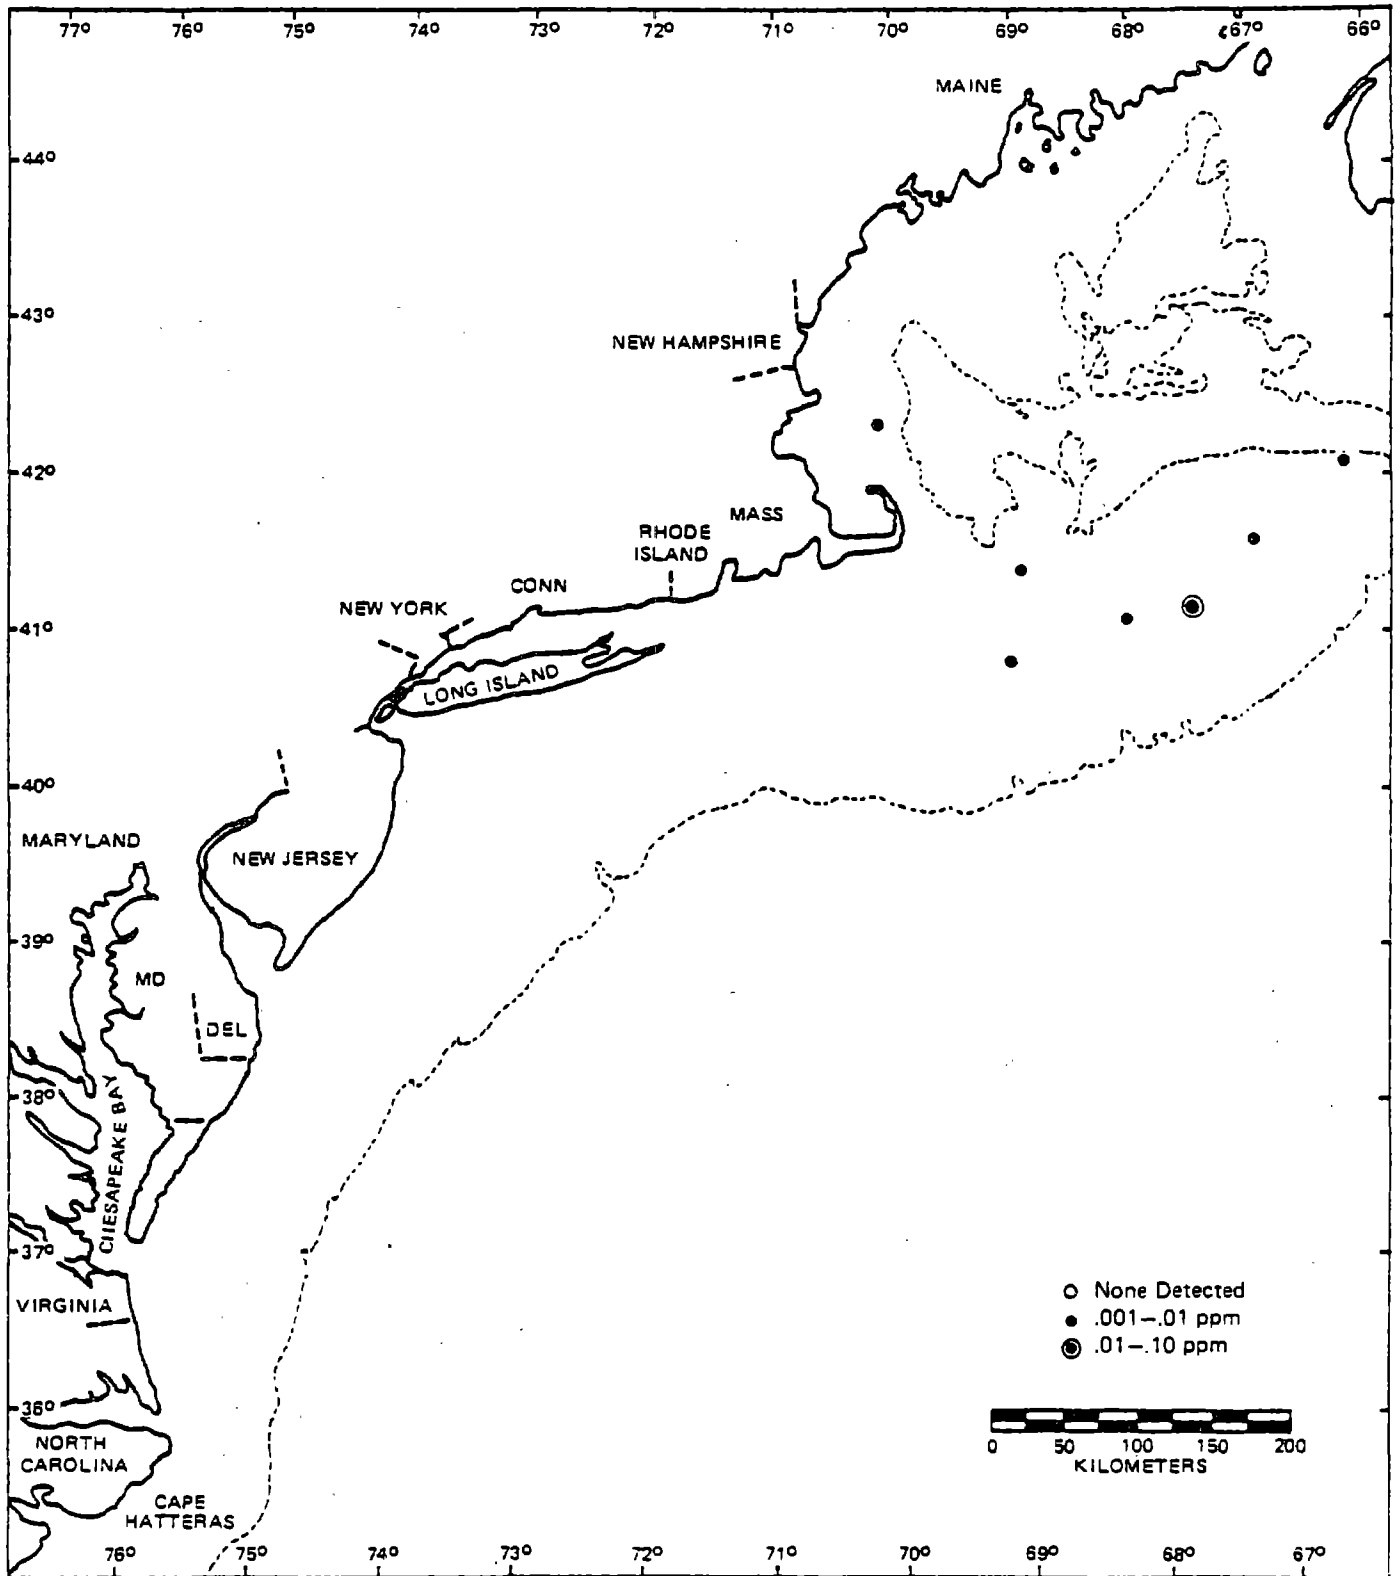 77° 76° 75° 74° 73° 72° 71° 70° 69° 68° 67° 66°
MAINE
44°
43°
NEW HAMPSHIRE
42°
MASS
RHODE
ISLAND
CONN
NEW YORK
41°
LONG ISLAND
40°
MARYLAND
NEW JERSEY
39°
MD
DEL
38°
CHESAPEAKE BAY
37°
None Detected
VIRGINIA
.001–.01 ppm
.01–.10 ppm
36°
NORTH
CAROLINA
0 50 100 150 200
KILOMETERS
CAPE
HATTERAS
76° 75° 74° 73° 72° 71° 70° 69° 68° 67°